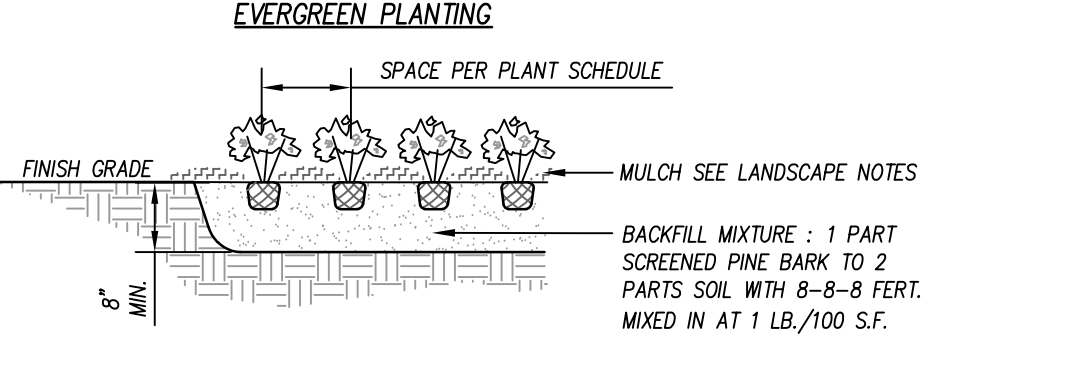 EVERGREEN PLANTING
SPACE PER PLANT SCHEDULE
FINISH GRADE
MULCH SEE LANDSCAPE NOTES
BACKFILL MIXTURE : 1 PART
SCREENED PINE BARK TO 2
PARTS SOIL WITH 8-8-8 FERT.
MIXED IN AT 1 LB./100 S.F.
8"
MIN.